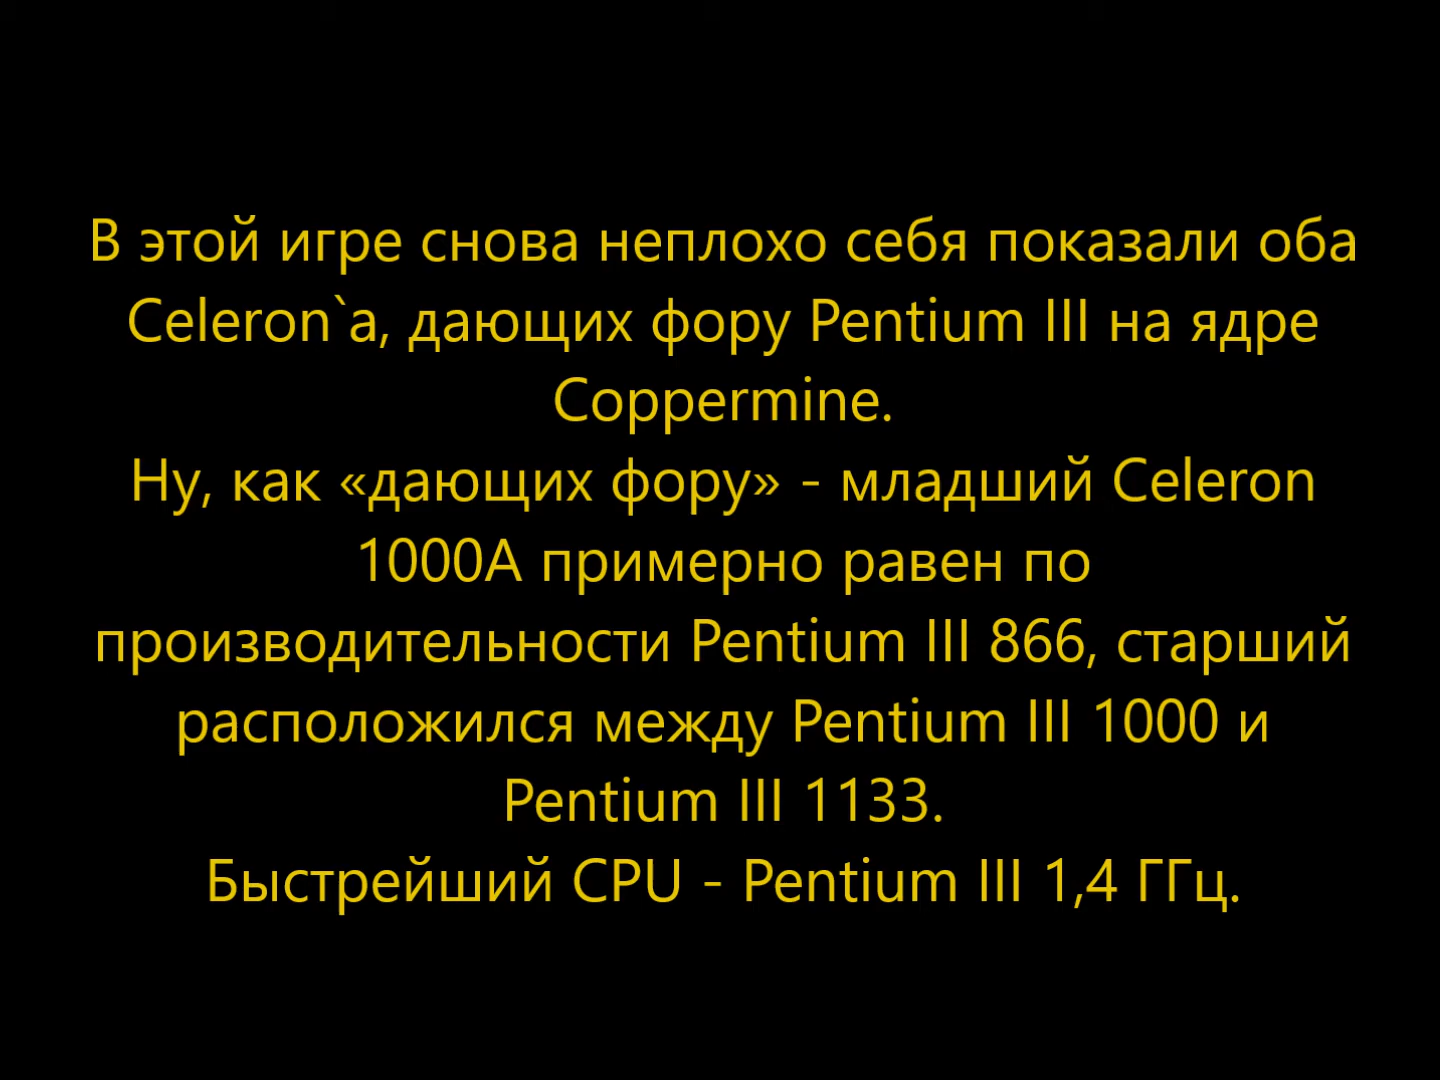 В этой игре снова неплохо себя показали оба
Celeron`а, дающих фору Pentium III на ядре
Coppermine.
Ну, как «дающих фору» - младший Celeron
1000A примерно равен по
производительности Pentium III 866, старший
расположился между Pentium III 1000 и
Pentium III 1133.
Быстрейший CPU - Pentium III 1,4 ГГц.